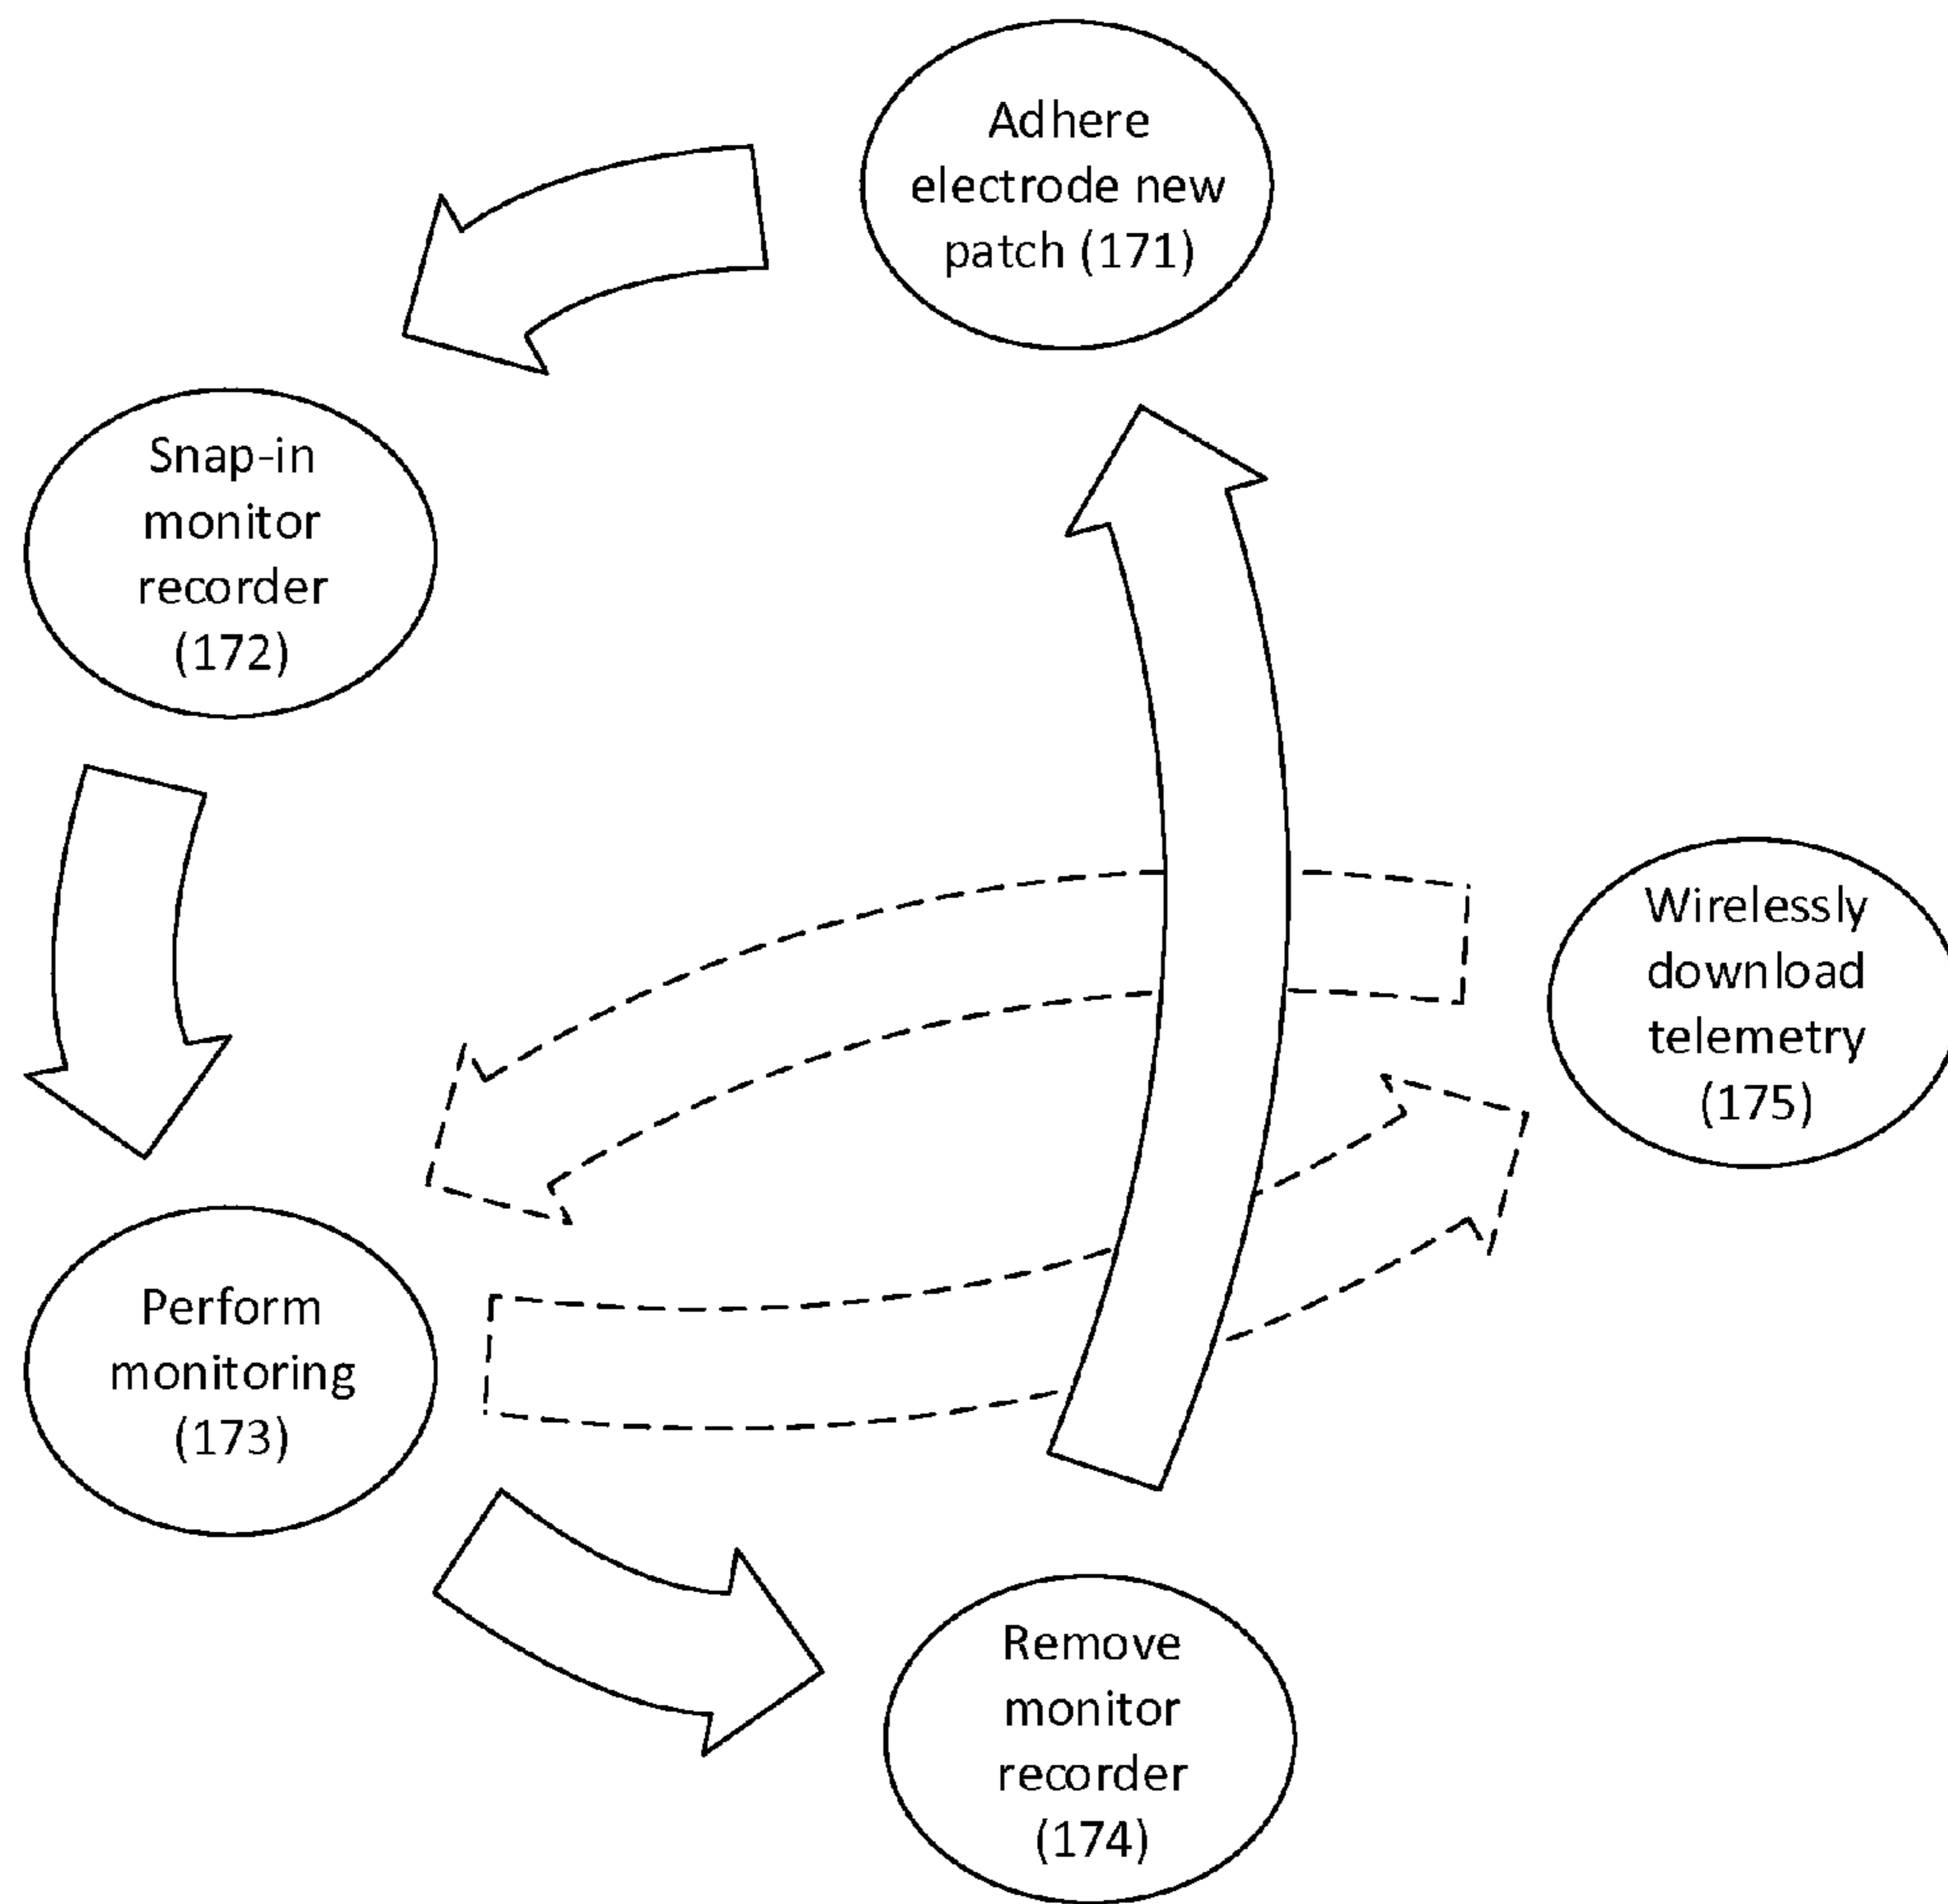 Adhere
electrode new
patch (171)
Snap-in
monitor
recorder
(172)
Wirelessly
download
telemetry
(175)
Perform
monitoring
(173)
Remove
monitor
recorder
(174)